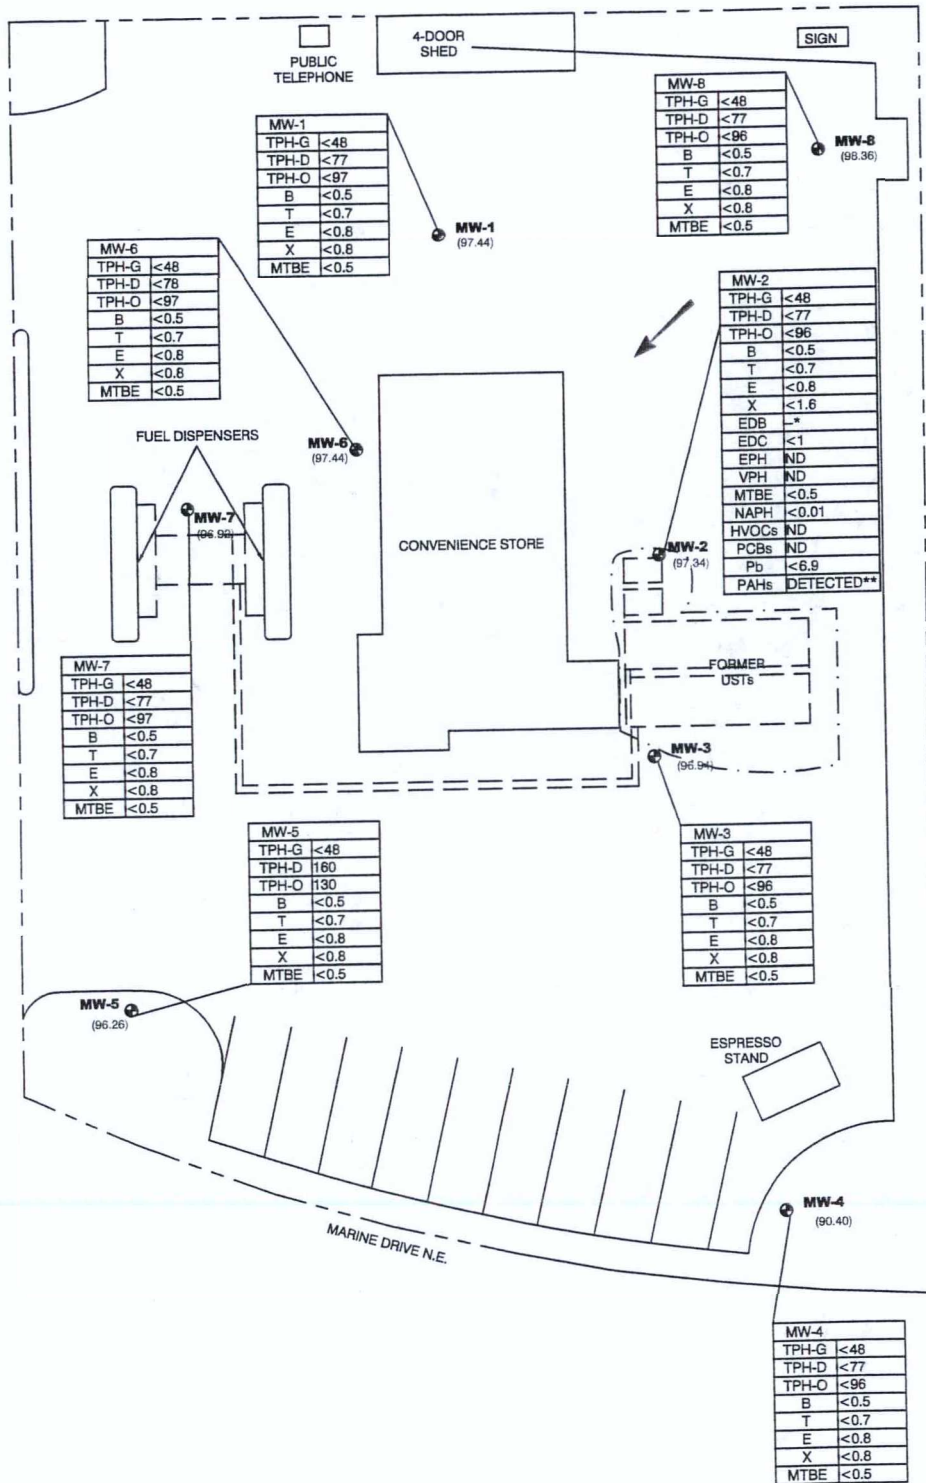 PUBLIC
TELEPHONE
4-DOOR
SHED
SIGN
MW-1
TPH-G <48
TPH-D <77
TPH-O <97
B <0.5
T <0.7
E <0.8
X <0.8
MTBE <0.5
MW-8
TPH-G <48
TPH-D <77
TPH-O <96
B <0.5
T <0.7
E <0.8
X <0.8
MTBE <0.5
MW-8
(98.36)
MW-1
(97.44)
MW-6
TPH-G <48
TPH-D <78
TPH-O <97
B <0.5
T <0.7
E <0.8
X <0.8
MTBE <0.5
MW-2
TPH-G <48
TPH-D <77
TPH-O <96
B <0.5
T <0.7
E <0.8
X <1.6
EDB –*
EDC <1
EPH ND
VPH ND
MTBE <0.5
NAPH <0.01
HVOCs ND
PCBs ND
Pb <6.9
PAHs DETECTED**
FUEL DISPENSERS
MW-6
(97.44)
MW-7
(96.92)
CONVENIENCE STORE
MW-2
(97.34)
FORMER
USTs
MW-7
TPH-G <48
TPH-D <77
TPH-O <97
B <0.5
T <0.7
E <0.8
X <0.8
MTBE <0.5
MW-3
(96.94)
MW-5
TPH-G <48
TPH-D 160
TPH-O 130
B <0.5
T <0.7
E <0.8
X <0.8
MTBE <0.5
MW-3
TPH-G <48
TPH-D <77
TPH-O <96
B <0.5
T <0.7
E <0.8
X <0.8
MTBE <0.5
MW-5
(96.26)
ESPRESSO
STAND
MW-4
(90.40)
MARINE DRIVE N.E.
MW-4
TPH-G <48
TPH-D <77
TPH-O <96
B <0.5
T <0.7
E <0.8
X <0.8
MTBE <0.5